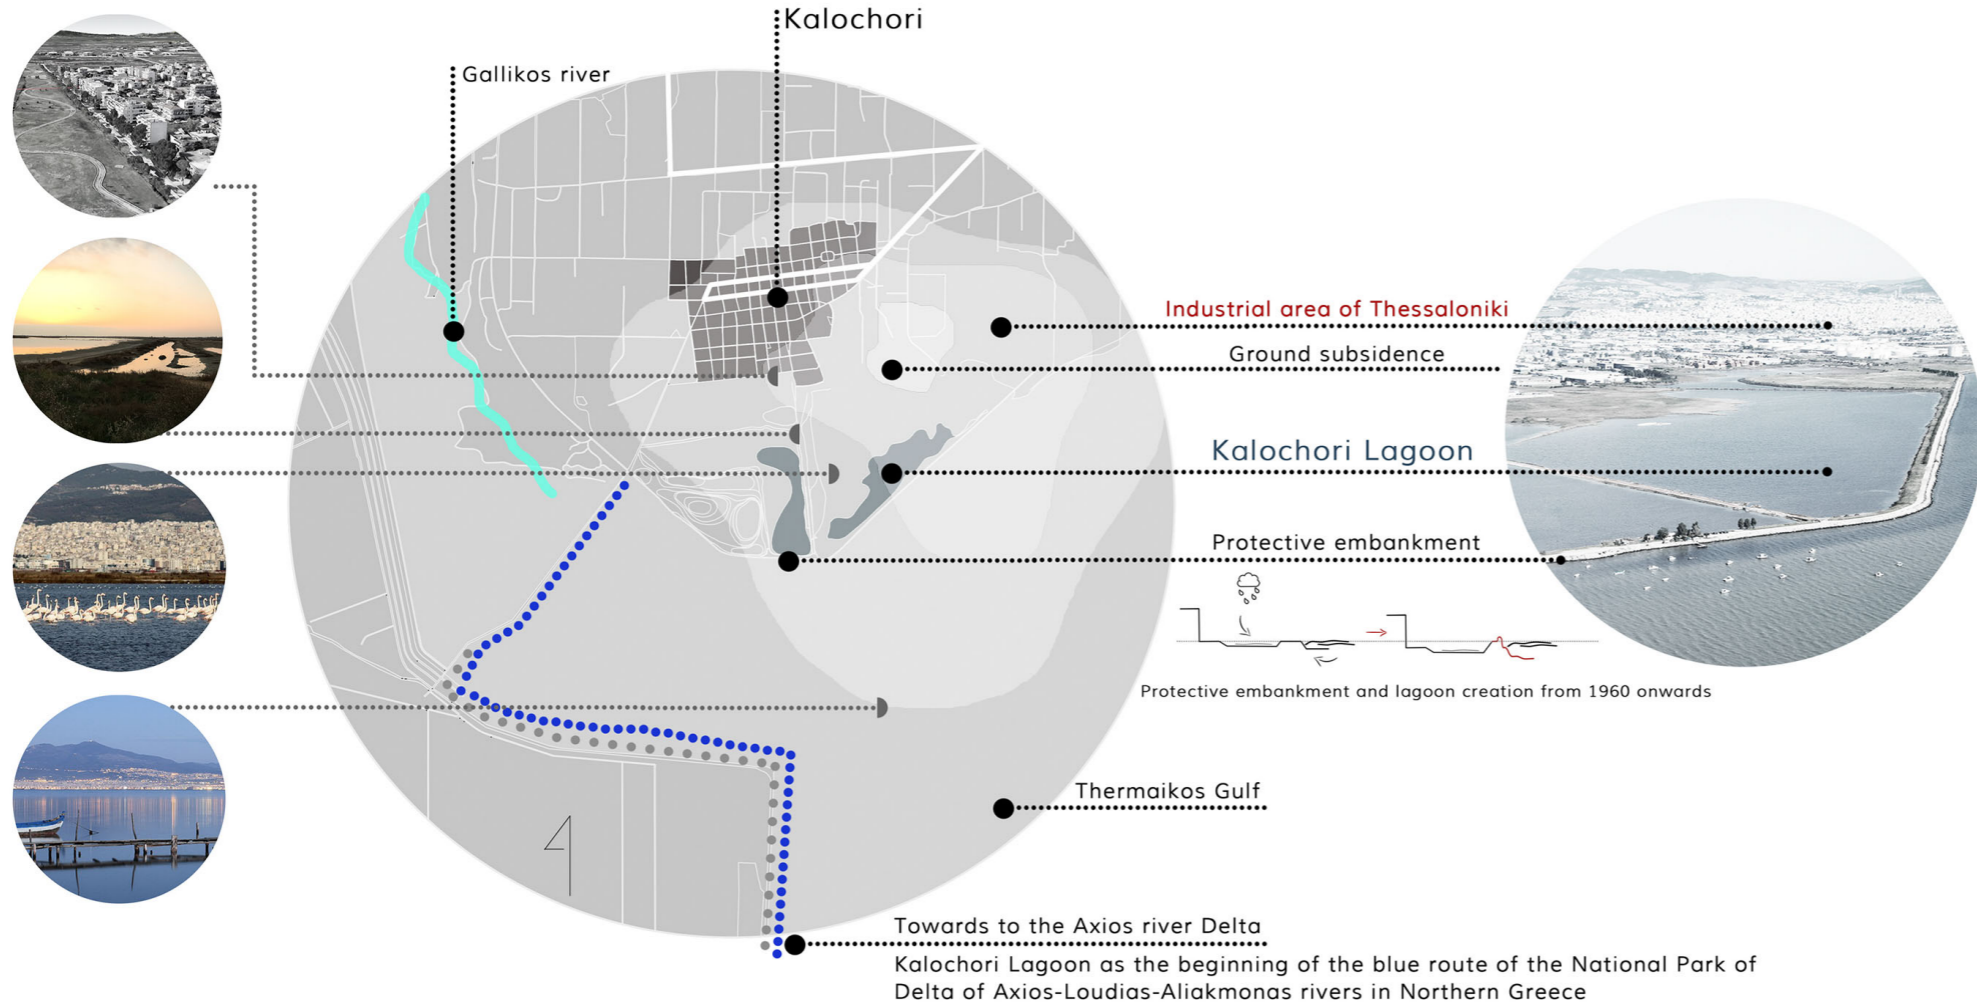 Kalochori
Gallikos river
Industrial area of Thessaloniki
Ground subsidence
Kalochori Lagoon
Protective embankment
Protective embankment and lagoon creation from 1960 onwards
Thermaikos Gulf
Towards to the Axios river Delta
Kalochori Lagoon as the beginning of the blue route of the National Park of
Delta of Axios-Loudias-Aliakmonas rivers in Northern Greece